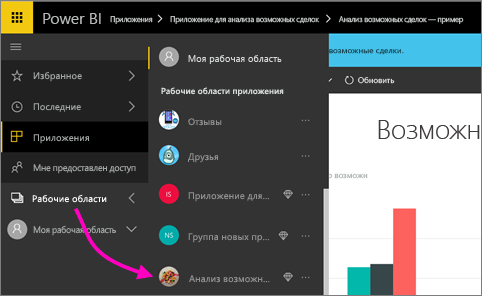 Power BI Приложения > Приложение для анализа возможных сделок > Анализ возможных сделок — пример
Моя рабочая область
возможные сделки.
Избранное
Рабочие области приложения
Обновить
Последние
Отзывы
Приложения
Друзья
Возможн
Мне предоставлен доступ
IS Приложение для...
Рабочие области
Моя рабочая область
NS Группа новых пр...
Анализ возможн...